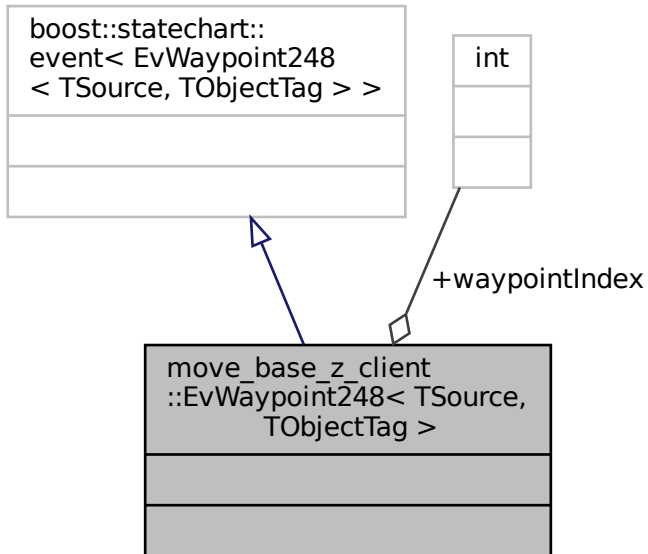 boost::statechart::
event< EvWaypoint248
< TSource, TObjectTag > >
int
+waypointIndex
move_base_z_client
::EvWaypoint248< TSource,
TObjectTag >